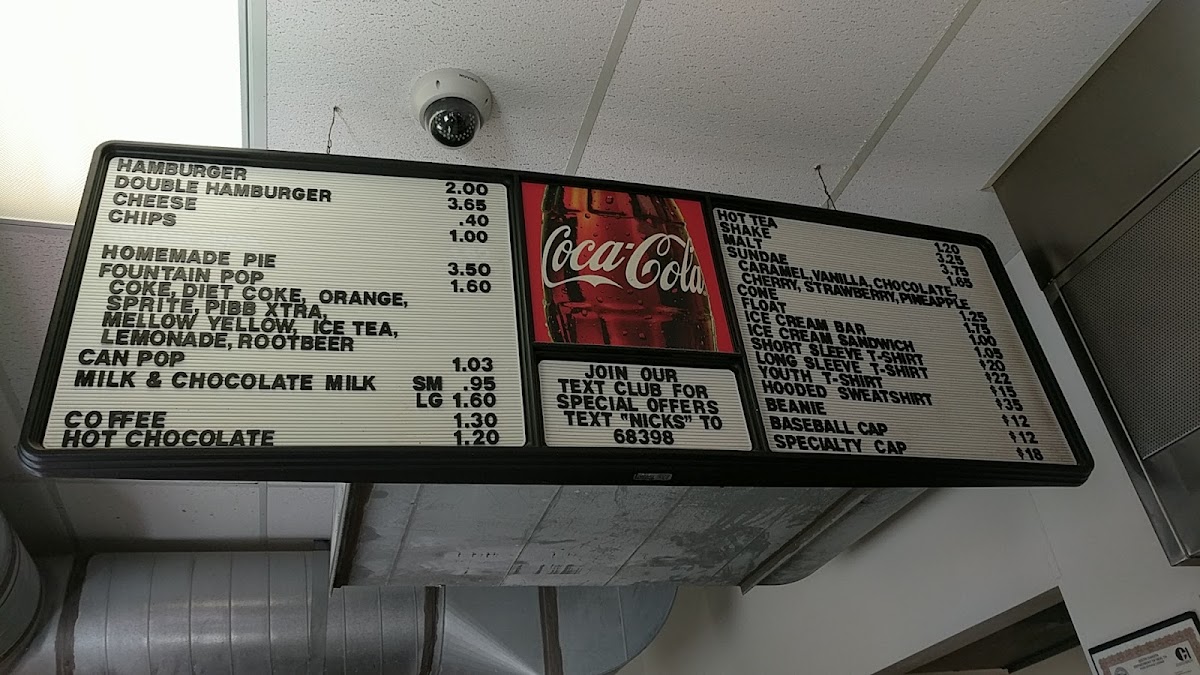 HAMBURGER 2.00
DOUBLE HAMBURGER 3.65
CHEESE .40
CHIPS 1.00
HOMEMADE PIE 3.50
FOUNTAIN POP 1.60
COKE, DIET COKE, ORANGE,
SPRITE, PIBB XTRA,
MELLOW YELLOW, ICE TEA,
LEMONADE, ROOTBEER
CAN POP 1.03
MILK & CHOCOLATE MILK SM .95
LG 1.60
COFFEE 1.30
HOT CHOCOLATE 1.20
Coca-Cola
JOIN OUR
TEXT CLUB FOR
SPECIAL OFFERS
TEXT "NICKS" TO
68398
HOT TEA 1.20
SHAKE 3.25
MALT 3.75
SUNDAE 1.65
CARAMEL, VANILLA, CHOCOLATE
CHERRY, STRAWBERRY, PINEAPPLE
CONE 1.25
FLOAT 1.75
ICE CREAM BAR 1.00
ICE CREAM SANDWICH 1.05
SHORT SLEEVE T-SHIRT $20
LONG SLEEVE T-SHIRT $22
YOUTH T-SHIRT $15
HOODED SWEATSHIRT $35
BEANIE $12
BASEBALL CAP $12
SPECIALTY CAP $18